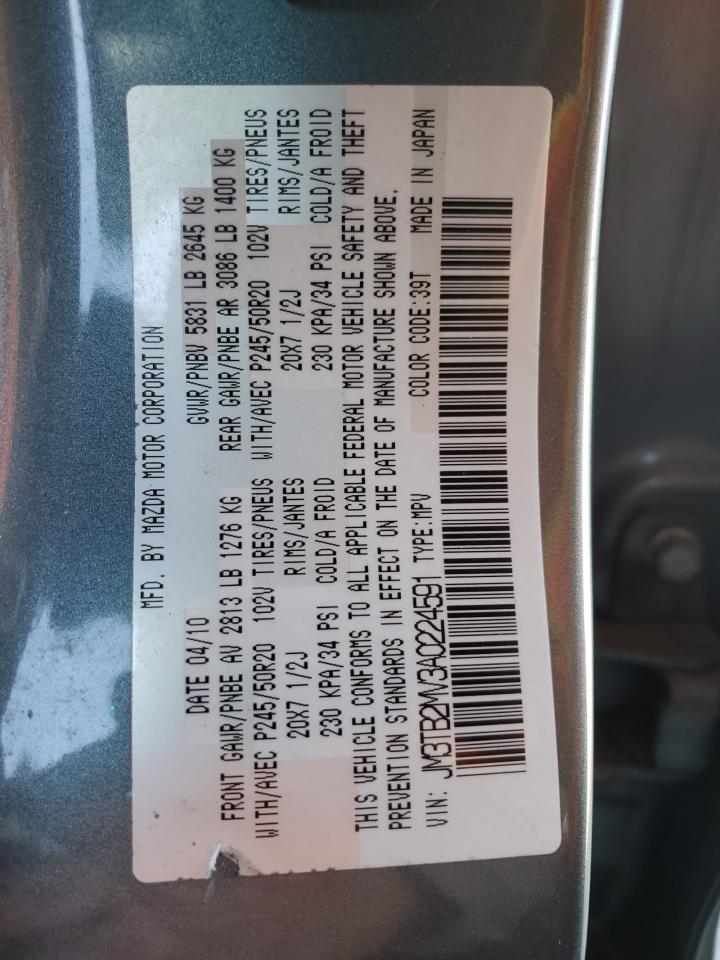 MFD. BY MAZDA MOTOR CORPORATION
DATE 04/10 GVWR/PNBV 5831 LB 2645 KG
FRONT GAWR/PNBE AV 2813 LB 1276 KG REAR GAWR/PNBE AR 3086 LB 1400 KG
WITH/AVEC P245/50R20 102V TIRES/PNEUS WITH/AVEC P245/50R20 102V TIRES/PNEUS
20X7 1/2J RIMS/JANTES 20X7 1/2J RIMS/JANTES
230 KPA/34 PSI COLD/A FROID 230 KPA/34 PSI COLD/A FROID
THIS VEHICLE CONFORMS TO ALL APPLICABLE FEDERAL MOTOR VEHICLE SAFETY AND THEFT
PREVENTION STANDARDS IN EFFECT ON THE DATE OF MANUFACTURE SHOWN ABOVE.
VIN: JM3TB2MV3A0224591 TYPE:MPV COLOR CODE:39T MADE IN JAPAN